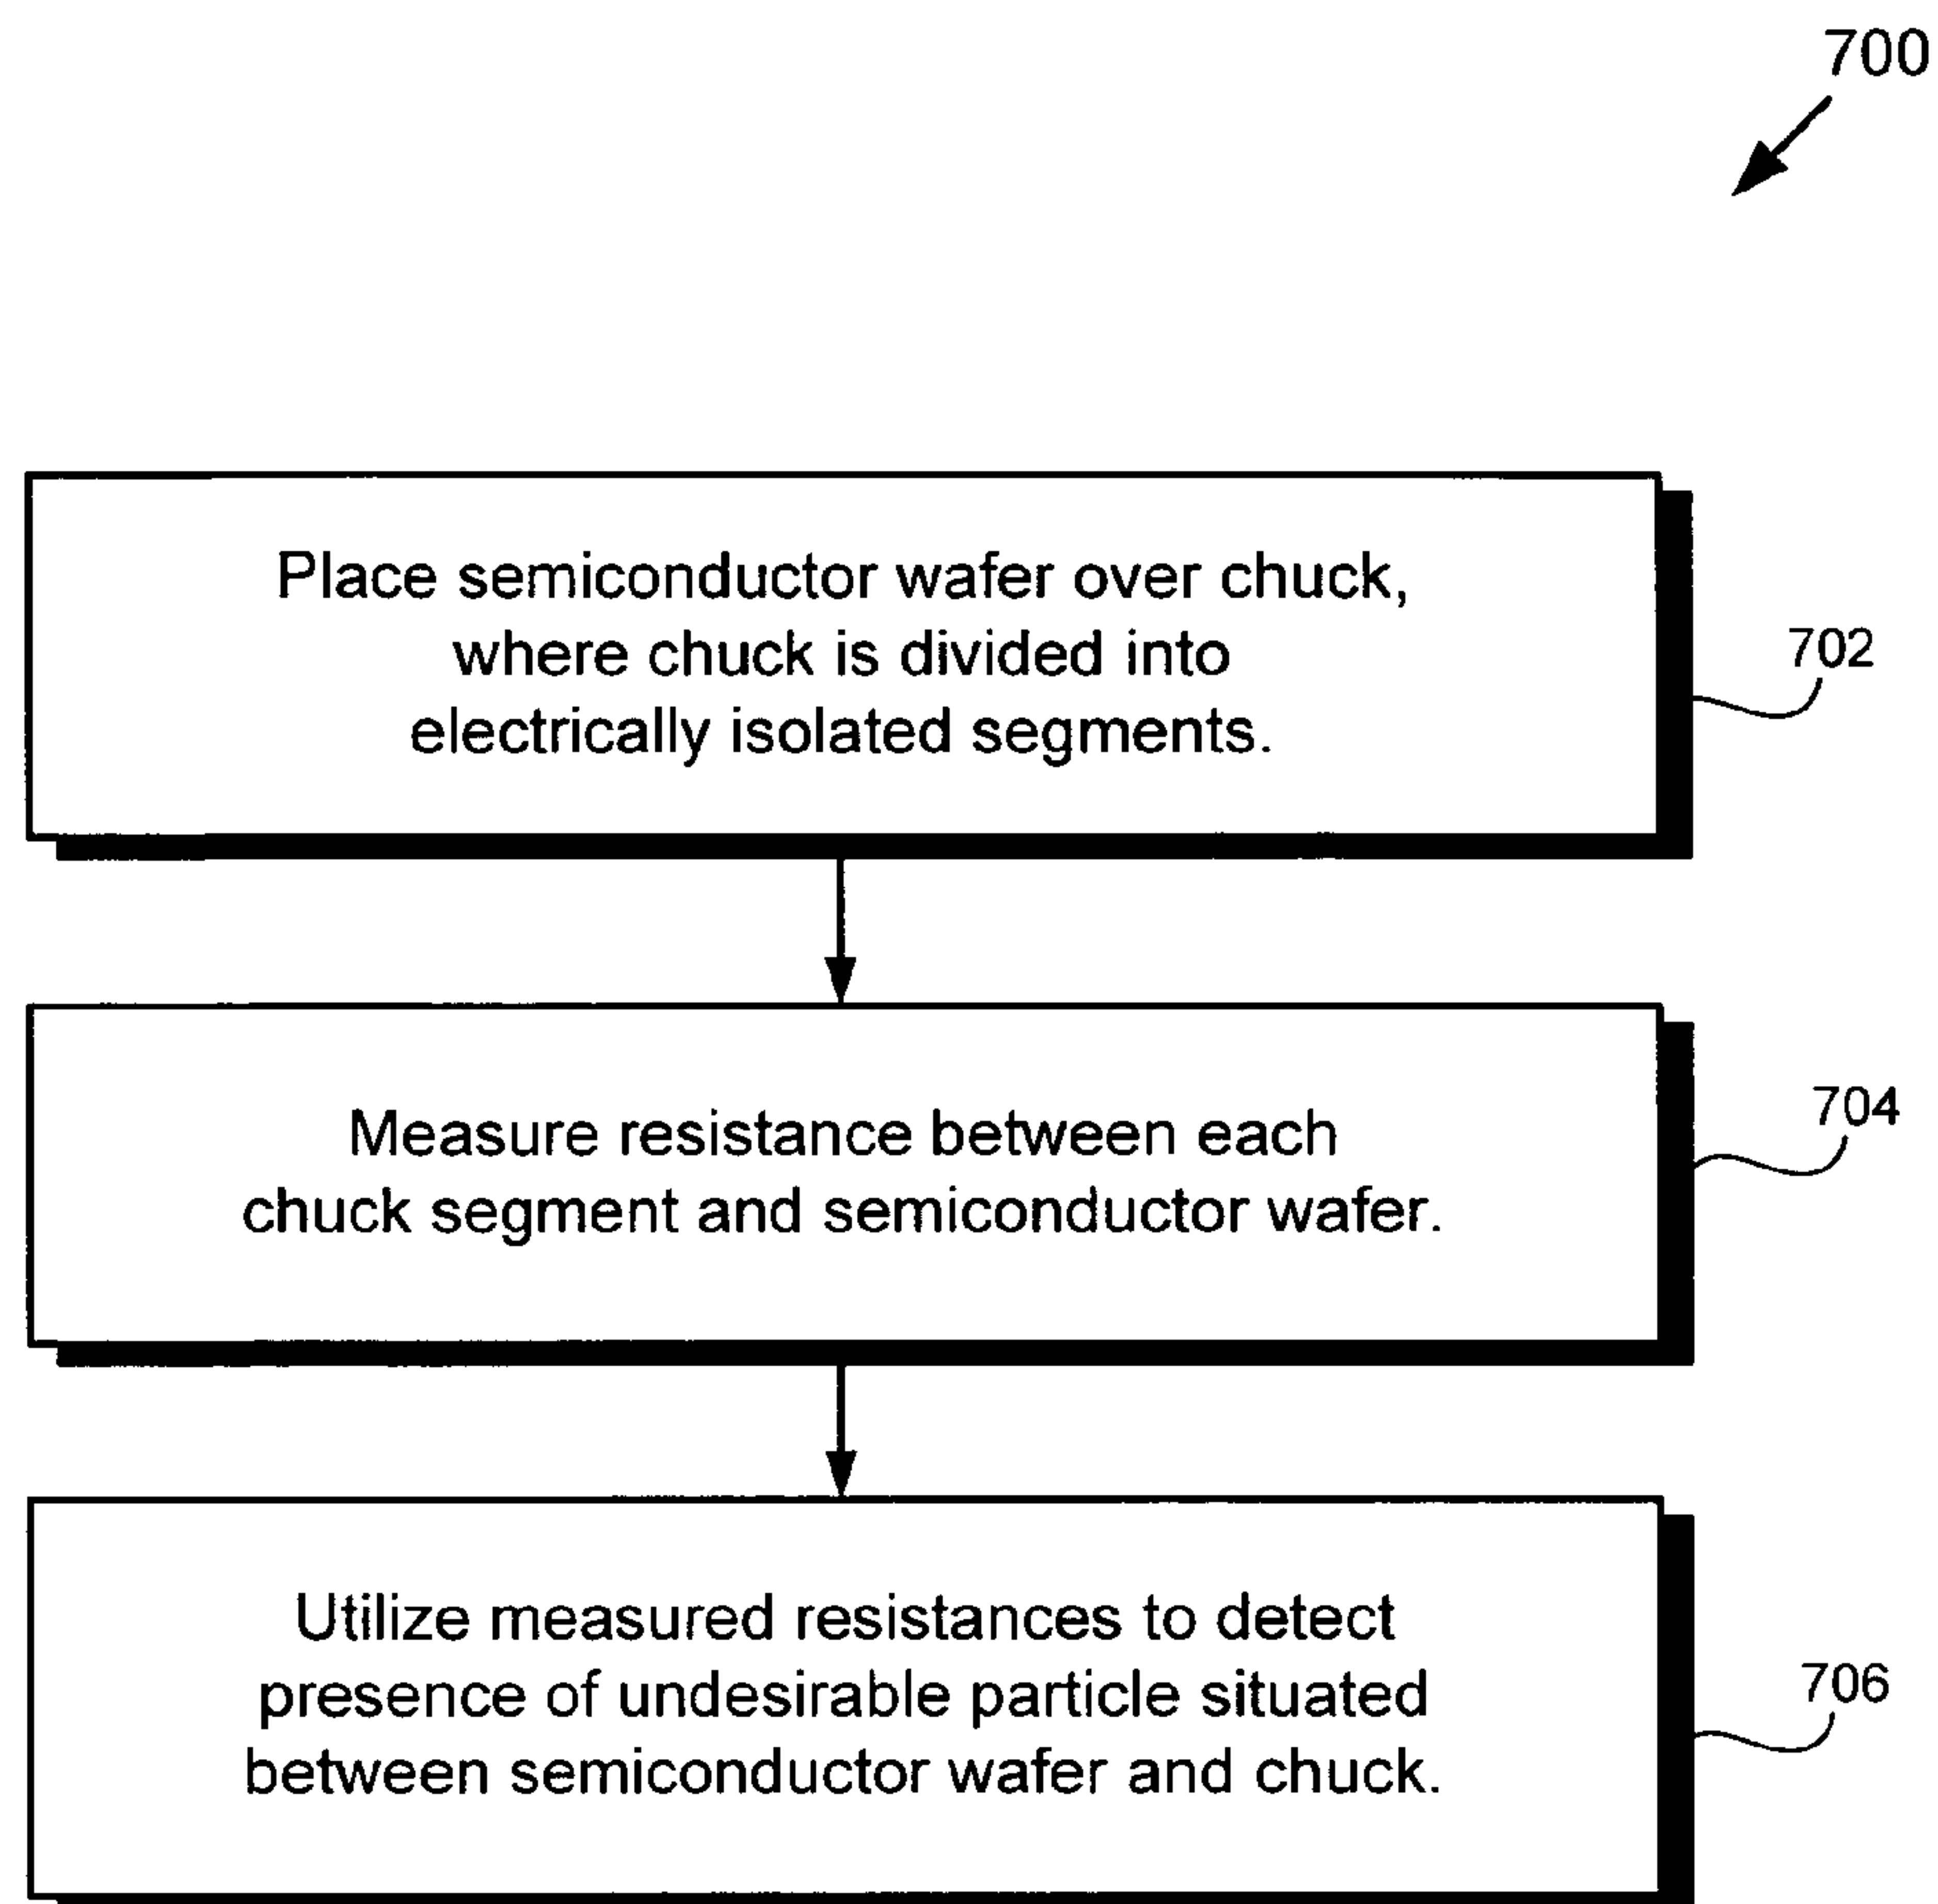 700
Place semiconductor wafer over chuck,
where chuck is divided into
electrically isolated segments.
702
Measure resistance between each
chuck segment and semiconductor wafer.
704
Utilize measured resistances to detect
presence of undesirable particle situated
between semiconductor wafer and chuck.
706